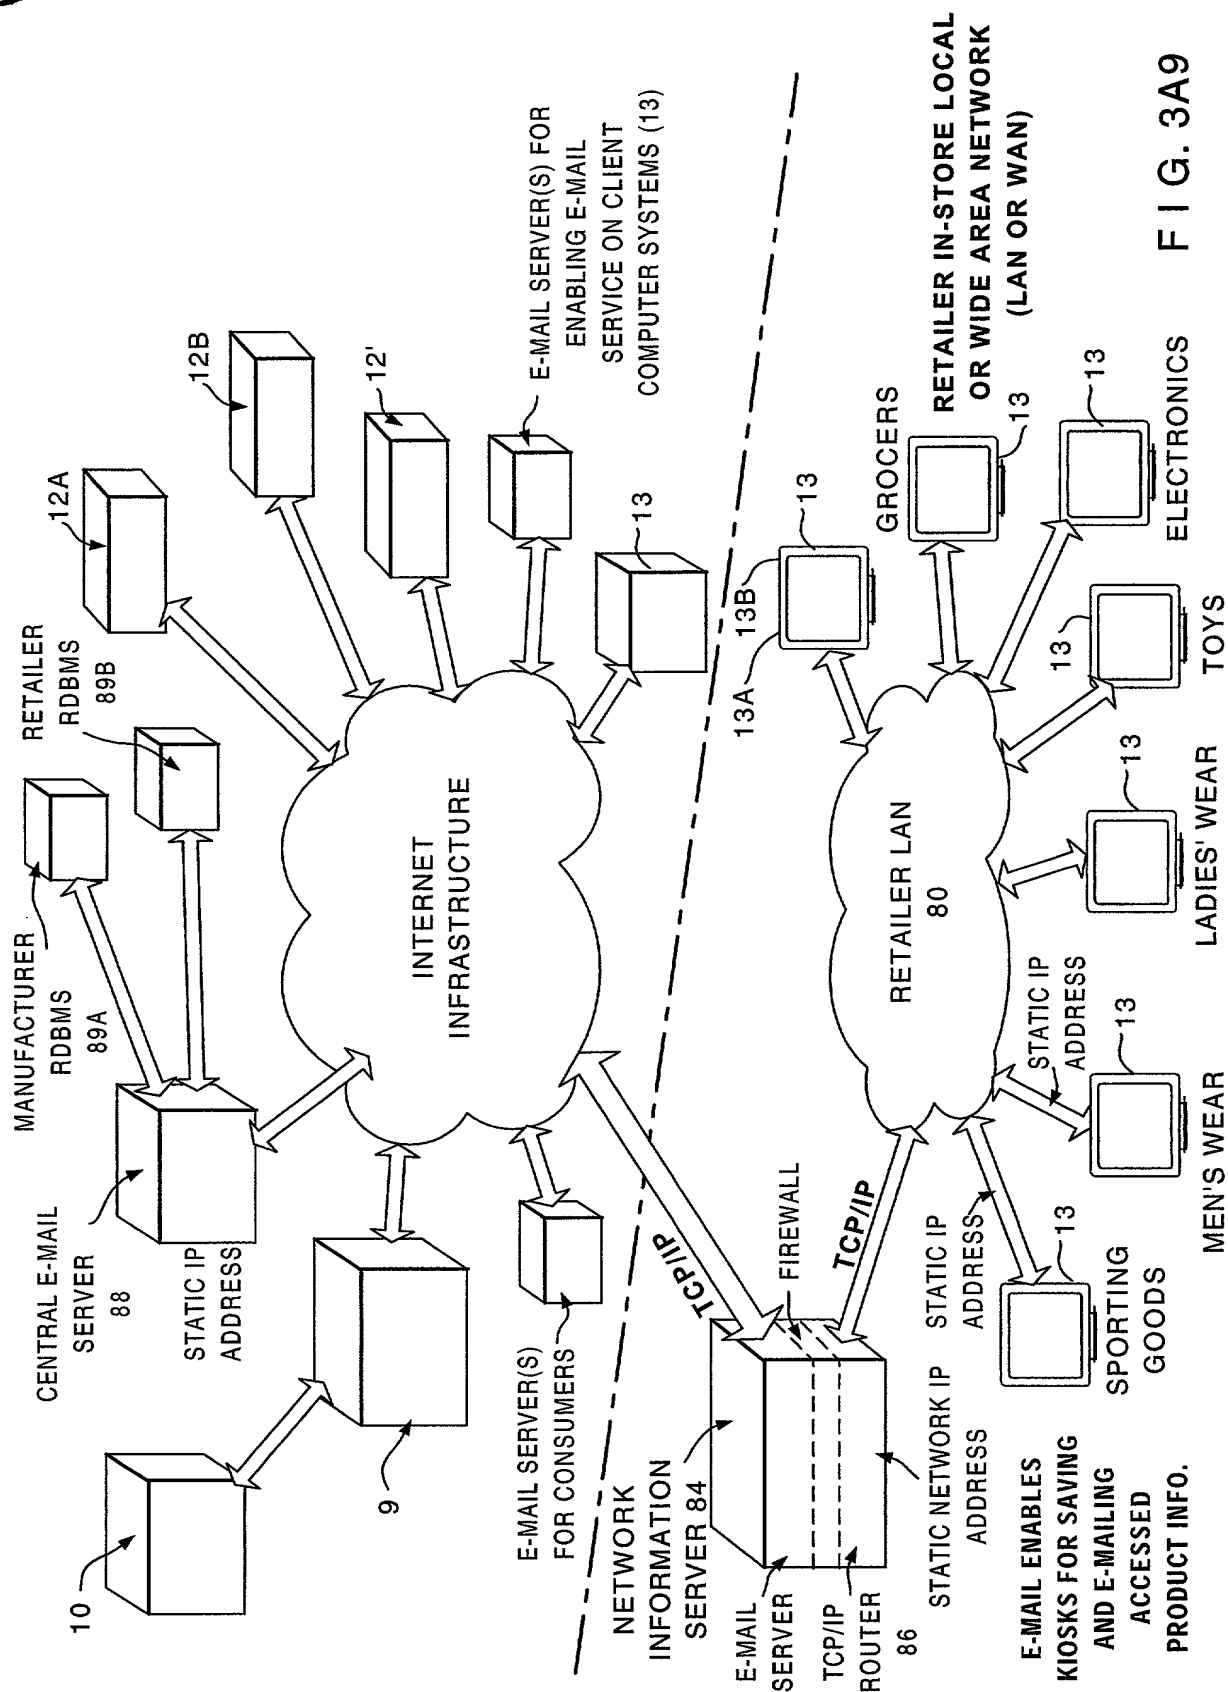 10
9
CENTRAL E-MAIL
SERVER
88
STATIC IP
ADDRESS
MANUFACTURER
RDBMS
89A
RETAILER
RDBMS
89B
12A
12B
12'
E-MAIL SERVER(S) FOR
ENABLING E-MAIL
SERVICE ON CLIENT
COMPUTER SYSTEMS (13)
13
INTERNET
INFRASTRUCTURE
E-MAIL SERVER(S)
FOR CONSUMERS
TCP/IP
NETWORK
INFORMATION
SERVER 84
E-MAIL
SERVER
TCP/IP
ROUTER
86
FIREWALL
TCP/IP
STATIC NETWORK IP
ADDRESS
STATIC IP
ADDRESS
STATIC IP
ADDRESS
RETAILER LAN
80
13A
13B
13
GROCERS
13
RETAILER IN-STORE LOCAL
OR WIDE AREA NETWORK
(LAN OR WAN)
13
SPORTING
GOODS
13
MEN'S WEAR
13
LADIES' WEAR
13
TOYS
13
ELECTRONICS
E-MAIL ENABLES
KIOSKS FOR SAVING
AND E-MAILING
ACCESSED
PRODUCT INFO.
FIG. 3A9